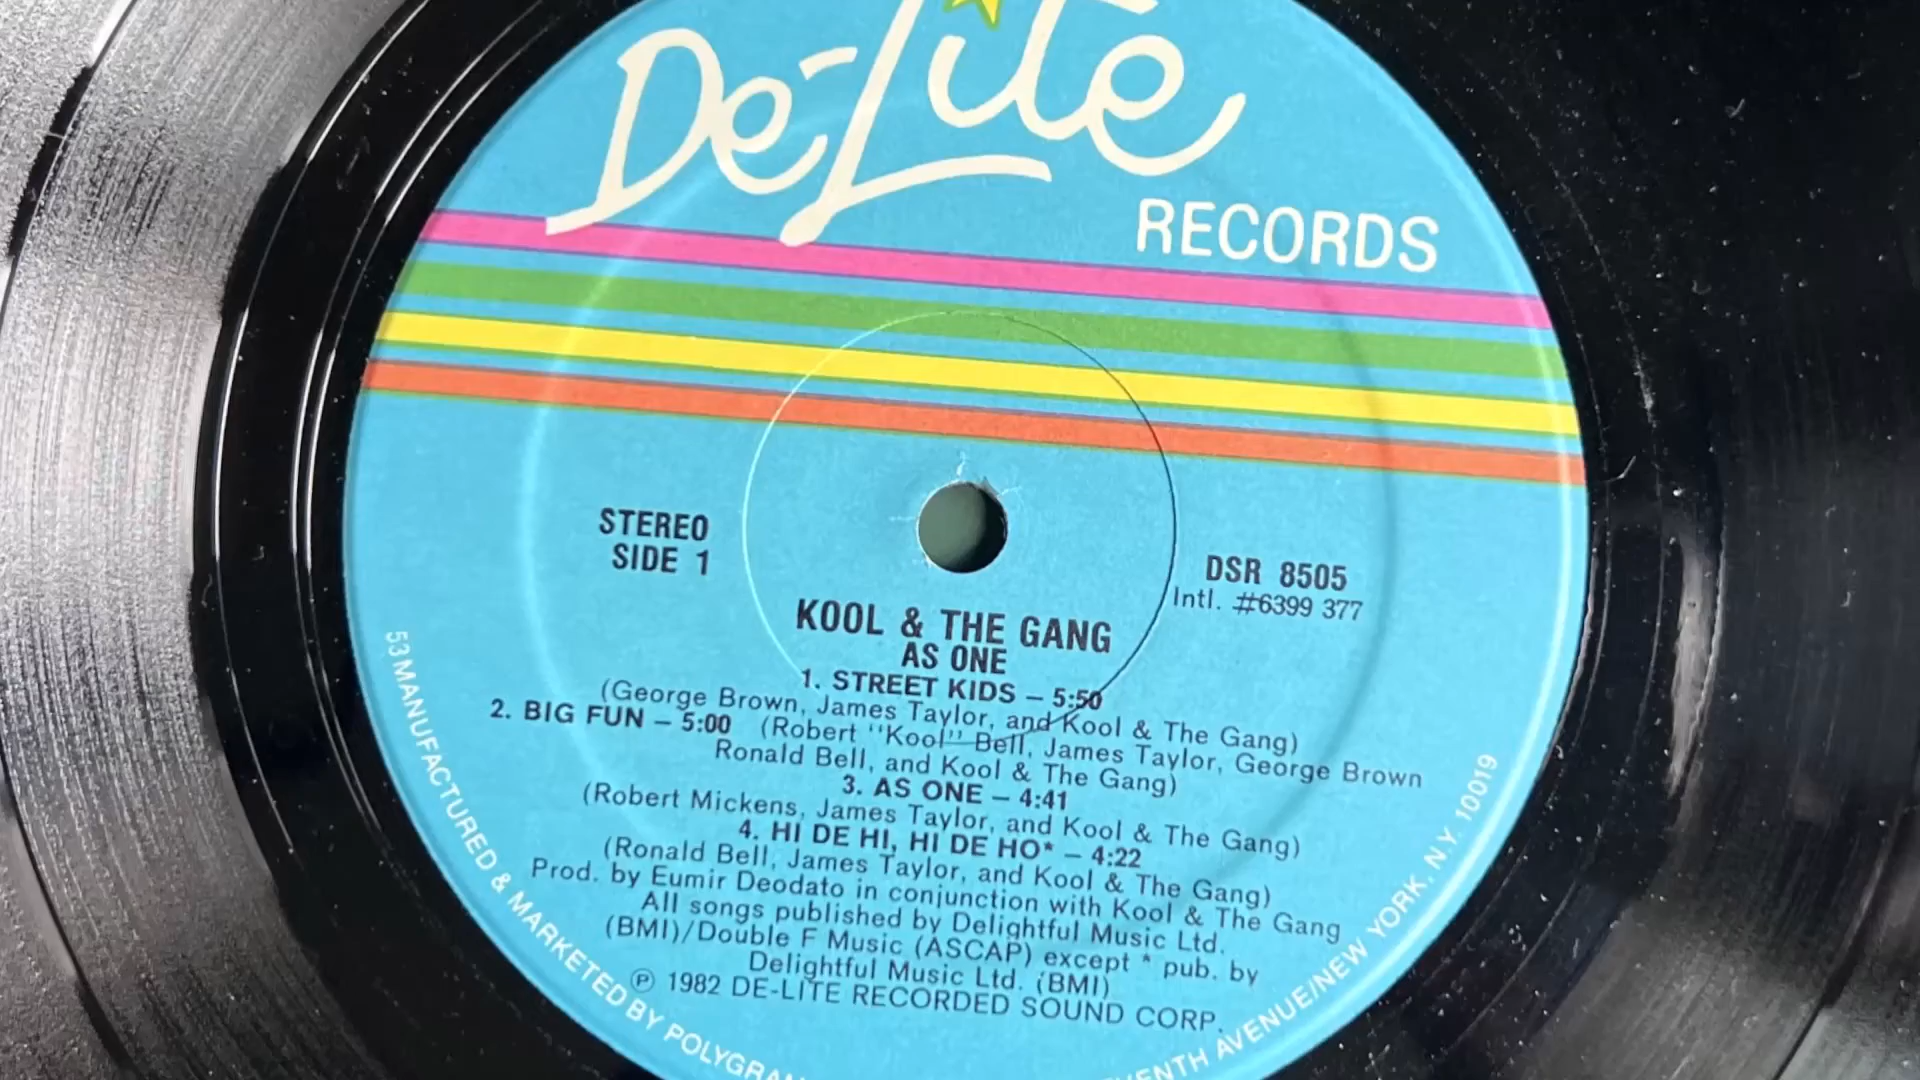 De-Lite
RECORDS
STEREO
SIDE 1
DSR 8505
Intl. #6399 377
KOOL & THE GANG
AS ONE
1. STREET KIDS – 5:50
(George Brown, James Taylor, and Kool & The Gang)
2. BIG FUN – 5:00 (Robert "Kool" Bell, James Taylor, George Brown
Ronald Bell, and Kool & The Gang)
3. AS ONE – 4:41
(Robert Mickens, James Taylor, and Kool & The Gang)
4. HI DE HI, HI DE HO* – 4:22
(Ronald Bell, James Taylor, and Kool & The Gang)
Prod. by Eumir Deodato in conjunction with Kool & The Gang
All songs published by Delightful Music Ltd.
(BMI)/Double F Music (ASCAP) except * pub. by
Delightful Music Ltd. (BMI)
℗ 1982 DE-LITE RECORDED SOUND CORP.
53 MANUFACTURED & MARKETED BY POLYGRAM
AVENUE/NEW YORK, N.Y. 10019